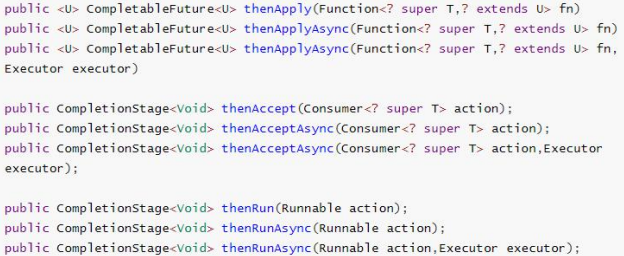 public <U> CompletableFuture<U> thenApply(Function<? super T,? extends U> fn)
public <U> CompletableFuture<U> thenApplyAsync(Function<? super T,? extends U> fn)
public <U> CompletableFuture<U> thenApplyAsync(Function<? super T,? extends U> fn,
Executor executor)
public CompletionStage<Void> thenAccept(Consumer<? super T> action);
public CompletionStage<Void> thenAcceptAsync(Consumer<? super T> action);
public CompletionStage<Void> thenAcceptAsync(Consumer<? super T> action,Executor
executor);
public CompletionStage<Void> thenRun(Runnable action);
public CompletionStage<Void> thenRunAsync(Runnable action);
public CompletionStage<Void> thenRunAsync(Runnable action,Executor executor);